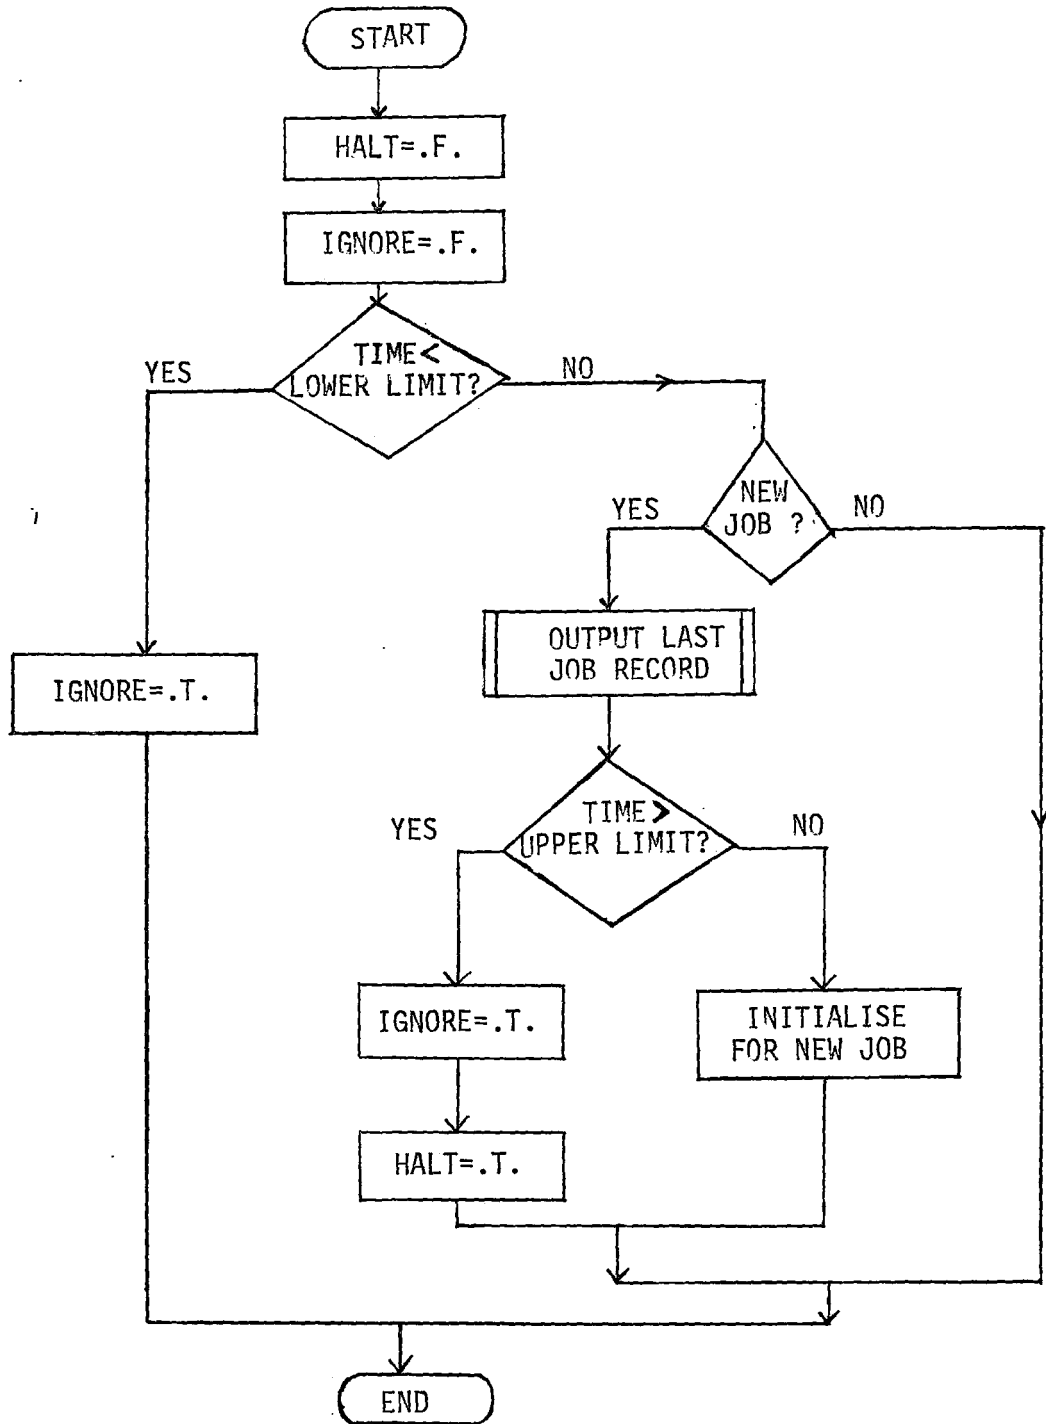 START
HALT=.F.
IGNORE=.F.
TIME<
LOWER LIMIT?
YES
NO
NEW
JOB ?
YES
NO
OUTPUT LAST
JOB RECORD
IGNORE=.T.
TIME>
UPPER LIMIT?
YES
NO
IGNORE=.T.
INITIALISE
FOR NEW JOB
HALT=.T.
END